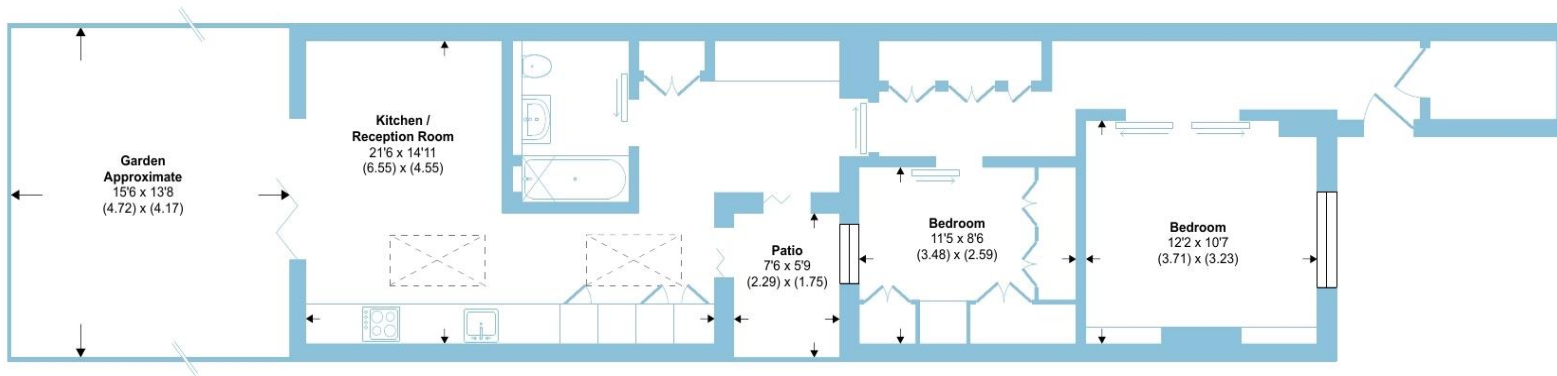 Garden
Approximate
15'6 x 13'8
(4.72) x (4.17)
Kitchen /
Reception Room
21'6 x 14'11
(6.55) x (4.55)
Patio
7'6 x 5'9
(2.29) x (1.75)
Bedroom
11'5 x 8'6
(3.48) x (2.59)
Bedroom
12'2 x 10'7
(3.71) x (3.23)